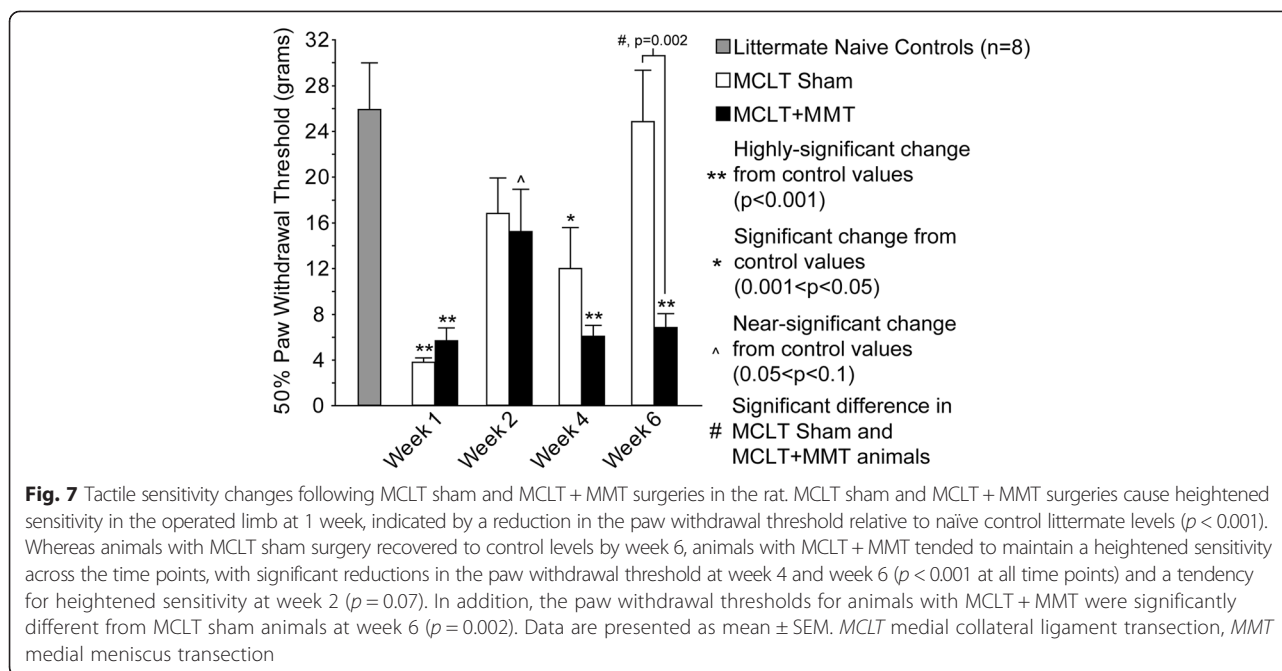 50% Paw Withdrawal Threshold (grams)
32
28
24
20
16
12
8
4
0
** ** ^ * ** **
#, p=0.002
Week 1 Week 2 Week 4 Week 6
Littermate Naive Controls (n=8)
MCLT Sham
MCLT+MMT
Highly-significant change
** from control values
(p<0.001)
Significant change from
* control values
(0.001<p<0.05)
Near-significant change
^ from control values
(0.05<p<0.1)
Significant difference in
# MCLT Sham and
MCLT+MMT animals
Fig. 7 Tactile sensitivity changes following MCLT sham and MCLT + MMT surgeries in the rat. MCLT sham and MCLT + MMT surgeries cause heightened
sensitivity in the operated limb at 1 week, indicated by a reduction in the paw withdrawal threshold relative to naïve control littermate levels (p < 0.001).
Whereas animals with MCLT sham surgery recovered to control levels by week 6, animals with MCLT + MMT tended to maintain a heightened sensitivity
across the time points, with significant reductions in the paw withdrawal threshold at week 4 and week 6 (p < 0.001 at all time points) and a tendency
for heightened sensitivity at week 2 (p = 0.07). In addition, the paw withdrawal thresholds for animals with MCLT + MMT were significantly
different from MCLT sham animals at week 6 (p = 0.002). Data are presented as mean ± SEM. MCLT medial collateral ligament transection, MMT
medial meniscus transection